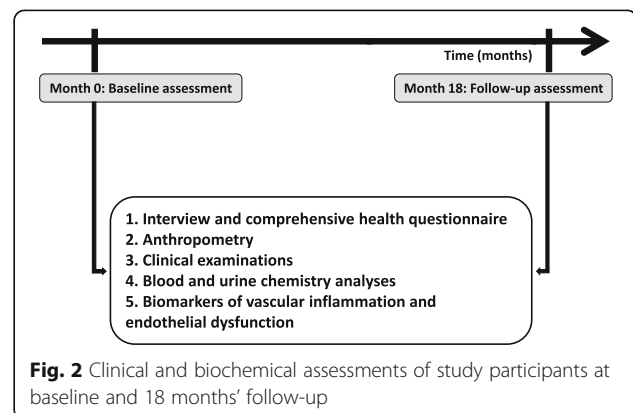 Time (months)
Month 0: Baseline assessment
Month 18: Follow-up assessment
1. Interview and comprehensive health questionnaire
2. Anthropometry
3. Clinical examinations
4. Blood and urine chemistry analyses
5. Biomarkers of vascular inflammation and
endothelial dysfunction
Fig. 2 Clinical and biochemical assessments of study participants at
baseline and 18 months' follow-up